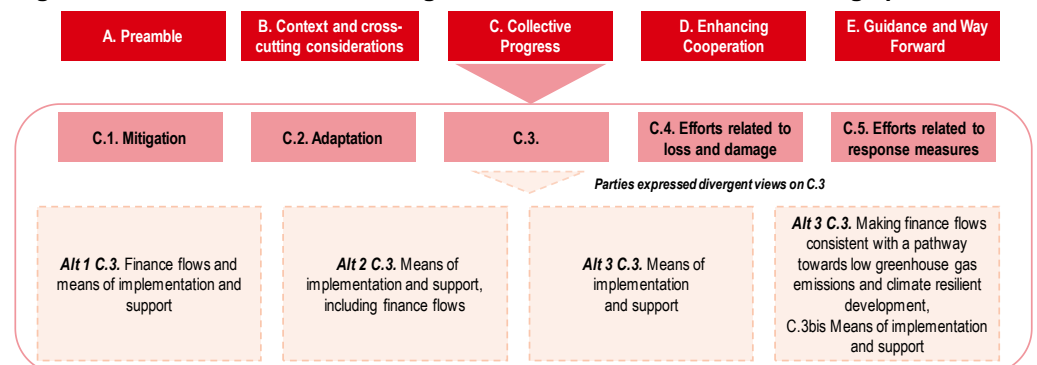 A. Preamble
B. Context and cross-
cutting considerations
C. Collective
Progress
D. Enhancing
Cooperation
E. Guidance and Way
Forward
C.1. Mitigation
C.2. Adaptation
C.3.
C.4. Efforts related to
loss and damage
C.5. Efforts related to
response measures
Parties expressed divergent views on C.3
Alt 1 C.3. Finance flows and
means of implementation and
support
Alt 2 C.3. Means of
implementation and support,
including finance flows
Alt 3 C.3. Means of
implementation
and support
Alt 3 C.3. Making finance flows
consistent with a pathway
towards low greenhouse gas
emissions and climate resilient
development,
C.3bis Means of implementation
and support